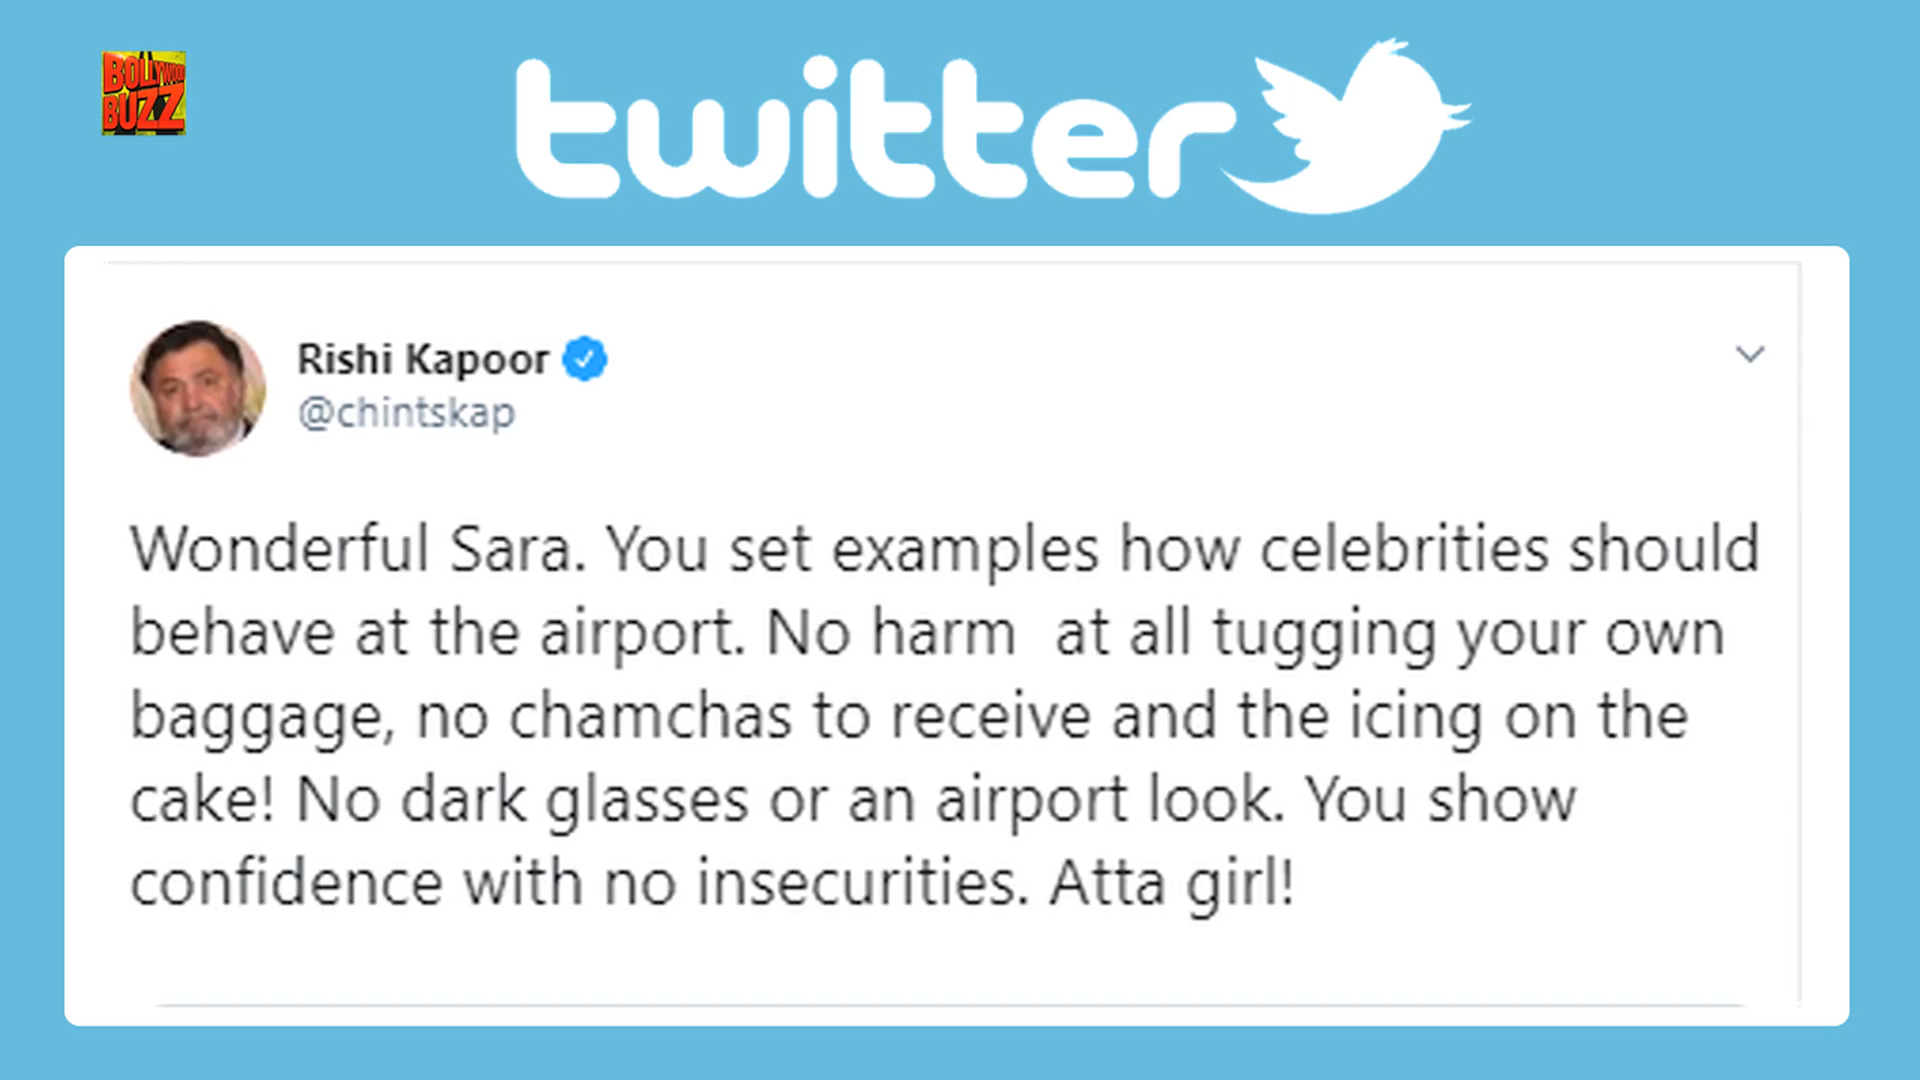 BOLLYWOOD
BUZZ
twitter
Rishi Kapoor
@chintskap
Wonderful Sara. You set examples how celebrities should
behave at the airport. No harm  at all tugging your own
baggage, no chamchas to receive and the icing on the
cake! No dark glasses or an airport look. You show
confidence with no insecurities. Atta girl!